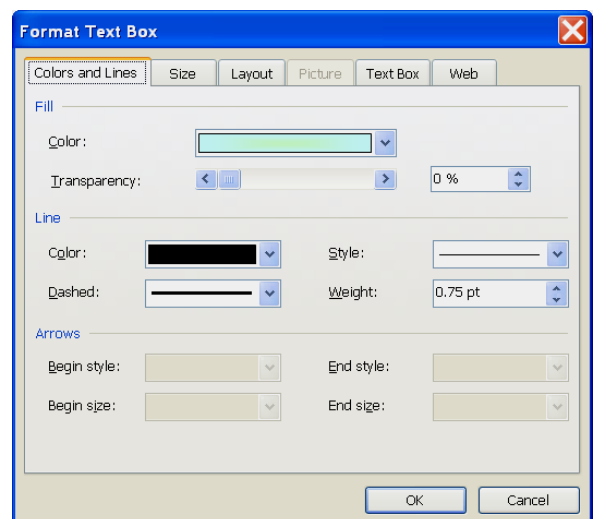 Format Text Box
Colors and Lines Size Layout Picture Text Box Web
Fill
Color:
Transparency: 0 %
Line
Color: Style:
Dashed: Weight: 0.75 pt
Arrows
Begin style: End style:
Begin size: End size:
OK Cancel